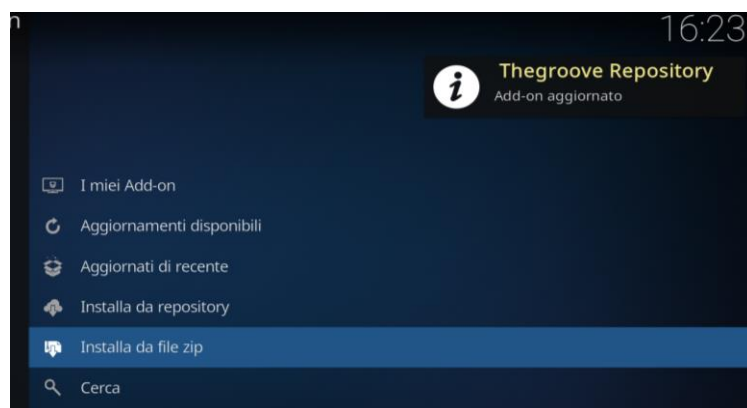 n
16:23
Thegroove Repository
Add-on aggiornato
I miei Add-on
Aggiornamenti disponibili
Aggiornati di recente
Installa da repository
Installa da file zip
Cerca